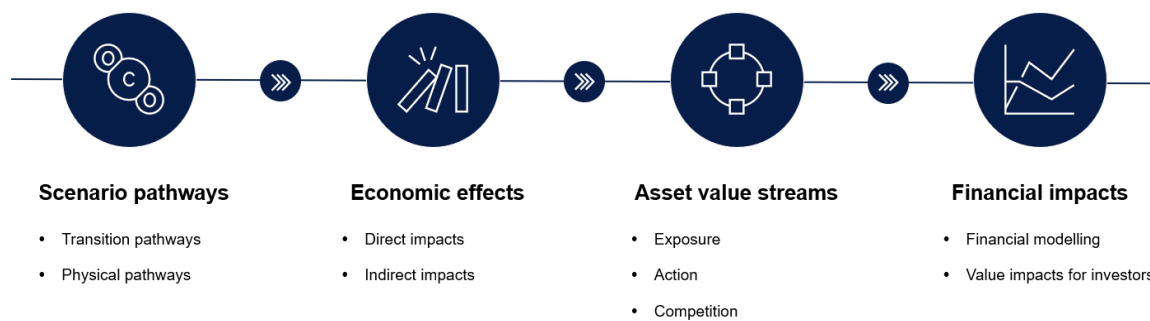 O C O
Scenario pathways
• Transition pathways
• Physical pathways
Economic effects
• Direct impacts
• Indirect impacts
Asset value streams
• Exposure
• Action
• Competition
Financial impacts
• Financial modelling
• Value impacts for investors